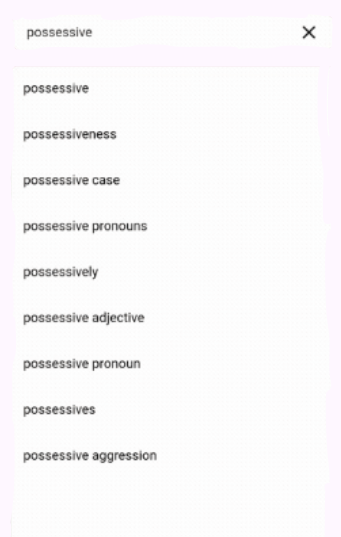 possessive
possessive
possessiveness
possessive case
possessive pronouns
possessively
possessive adjective
possessive pronoun
possessives
possessive aggression